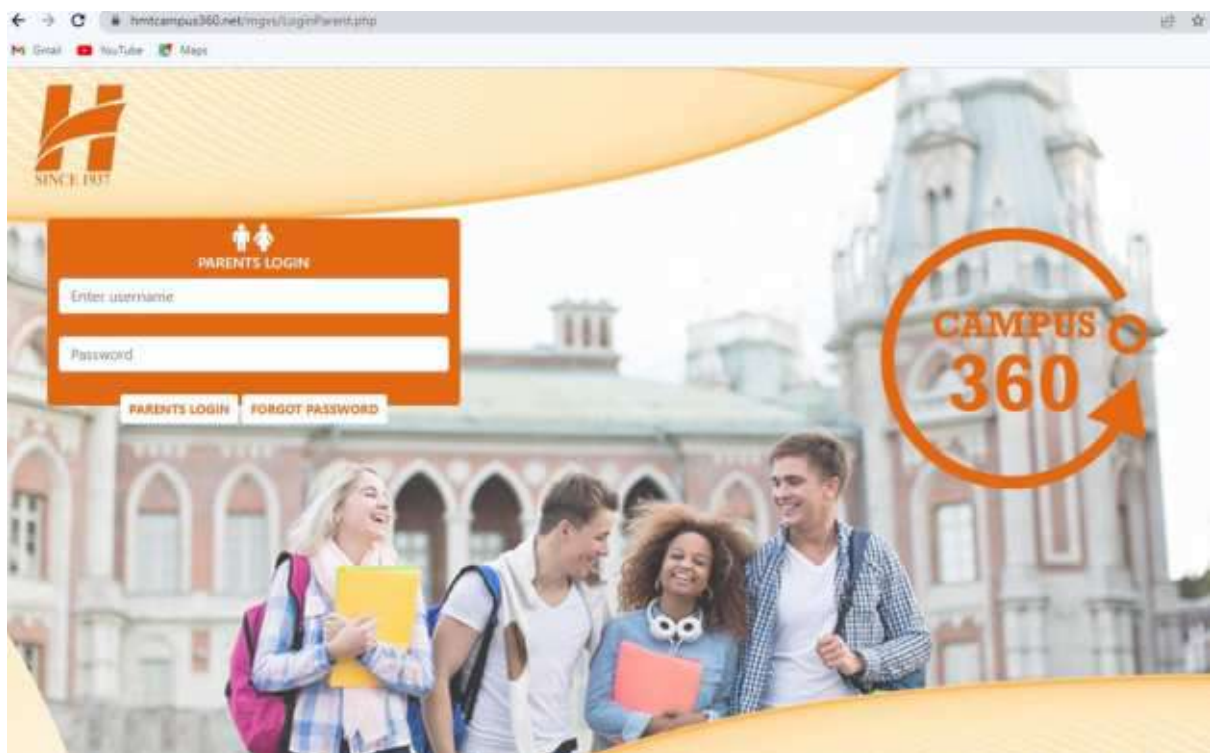 hmtcampus360.net/mgvs/LoginParent.php
Gmail YouTube Maps
SINCE 1937
PARENTS LOGIN
Enter username
Password
PARENTS LOGIN FORGOT PASSWORD
CAMPUS
360